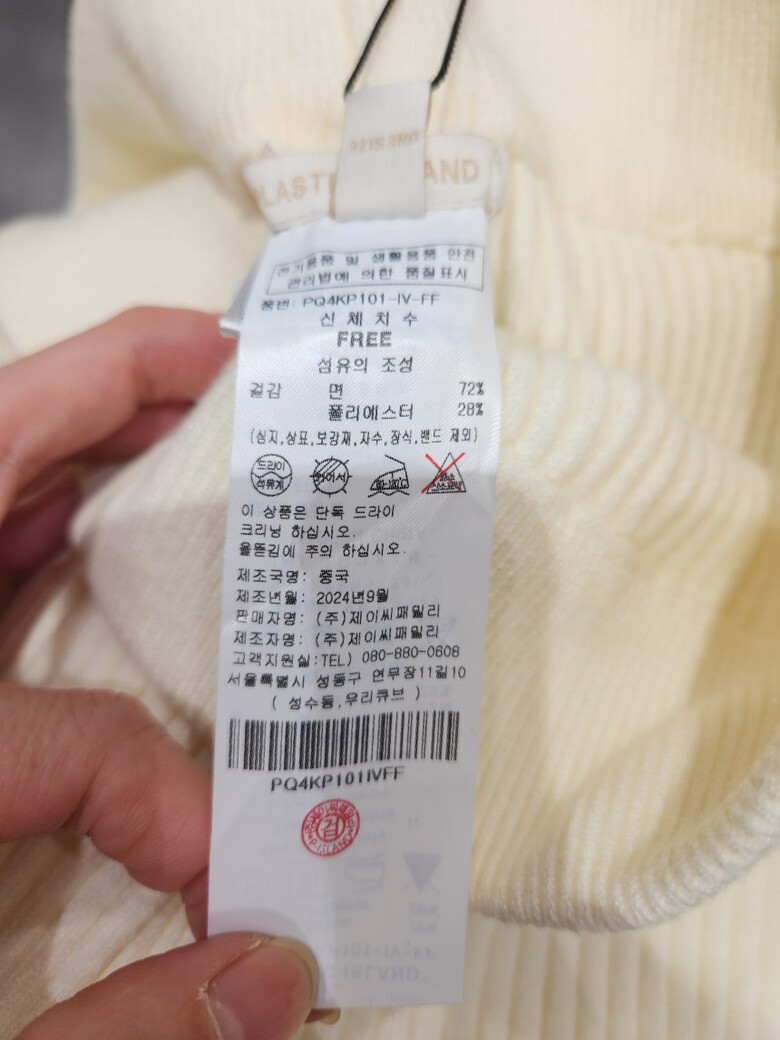 PLASTI AND
전기용품 및 생활용품 안전
관리법에 의한 품질표시
품번: PQ4KP101-IV-FF
신 체 치 수
FREE
섬유의 조성
겉감 면 72%
폴리에스터 28%
(심지,상표,보강재,자수,장식,밴드 제외)
드라이
석유계
이 상품은 단독 드라이
크리닝 하십시오.
올뜯김에 주의 하십시오.
제조국명: 중국
제조년월: 2024년9월
판매자명: (주)제이씨패밀리
제조자명: (주)제이씨패밀리
고객지원실:TEL) 080-880-0608
서울특별시 성동구 연무장11길10
( 성수동,우리큐브 )
PQ4KP101IVFF
검
P.ISLAND